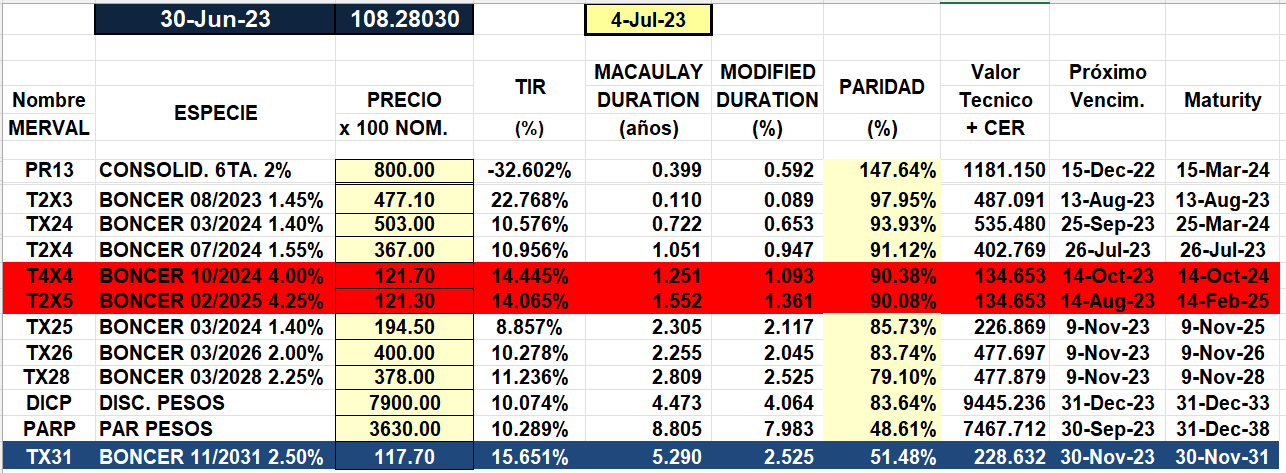 30-Jun-23 108.28030 4-Jul-23
MACAULAY MODIFIED Valor Próximo
TIR PARIDAD
Nombre PRECIO DURATION DURATION Tecnico Vencim. Maturity
ESPECIE
MERVAL x 100 NOM. (%) (años) (%) (%) + CER
PR13 CONSOLID. 6TA. 2% 800.00 -32.602% 0.399 0.592 147.64% 1181.150 15-Dec-22 15-Mar-24
T2X3 BONCER 08/2023 1.45% 477.10 22.768% 0.110 0.089 97.95% 487.091 13-Aug-23 13-Aug-23
TX24 BONCER 03/2024 1.40% 503.00 10.576% 0.722 0.653 93.93% 535.480 25-Sep-23 25-Mar-24
T2X4 BONCER 07/2024 1.55% 367.00 10.956% 1.051 0.947 91.12% 402.769 26-Jul-23 26-Jul-23
T4X4 BONCER 10/2024 4.00% 121.70 14.445% 1.251 1.093 90.38% 134.653 14-Oct-23 14-Oct-24
T2X5 BONCER 02/2025 4.25% 121.30 14.065% 1.552 1.361 90.08% 134.653 14-Aug-23 14-Feb-25
TX25 BONCER 03/2024 1.40% 194.50 8.857% 2.305 2.117 85.73% 226.869 9-Nov-23 9-Nov-25
TX26 BONCER 03/2026 2.00% 400.00 10.278% 2.255 2.045 83.74% 477.697 9-Nov-23 9-Nov-26
TX28 BONCER 03/2028 2.25% 378.00 11.236% 2.809 2.525 79.10% 477.879 9-Nov-23 9-Nov-28
DICP DISC. PESOS 7900.00 10.074% 4.473 4.064 83.64% 9445.236 31-Dec-23 31-Dec-33
PARP PAR PESOS 3630.00 10.289% 8.805 7.983 48.61% 7467.712 30-Sep-23 31-Dec-38
TX31 BONCER 11/2031 2.50% 117.70 15.651% 5.290 2.525 51.48% 228.632 30-Nov-23 30-Nov-31